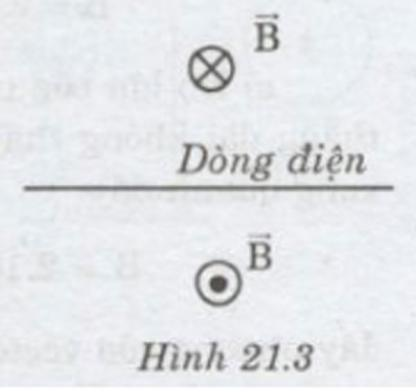 B⃗
Dòng điện
B⃗
Hình 21.3